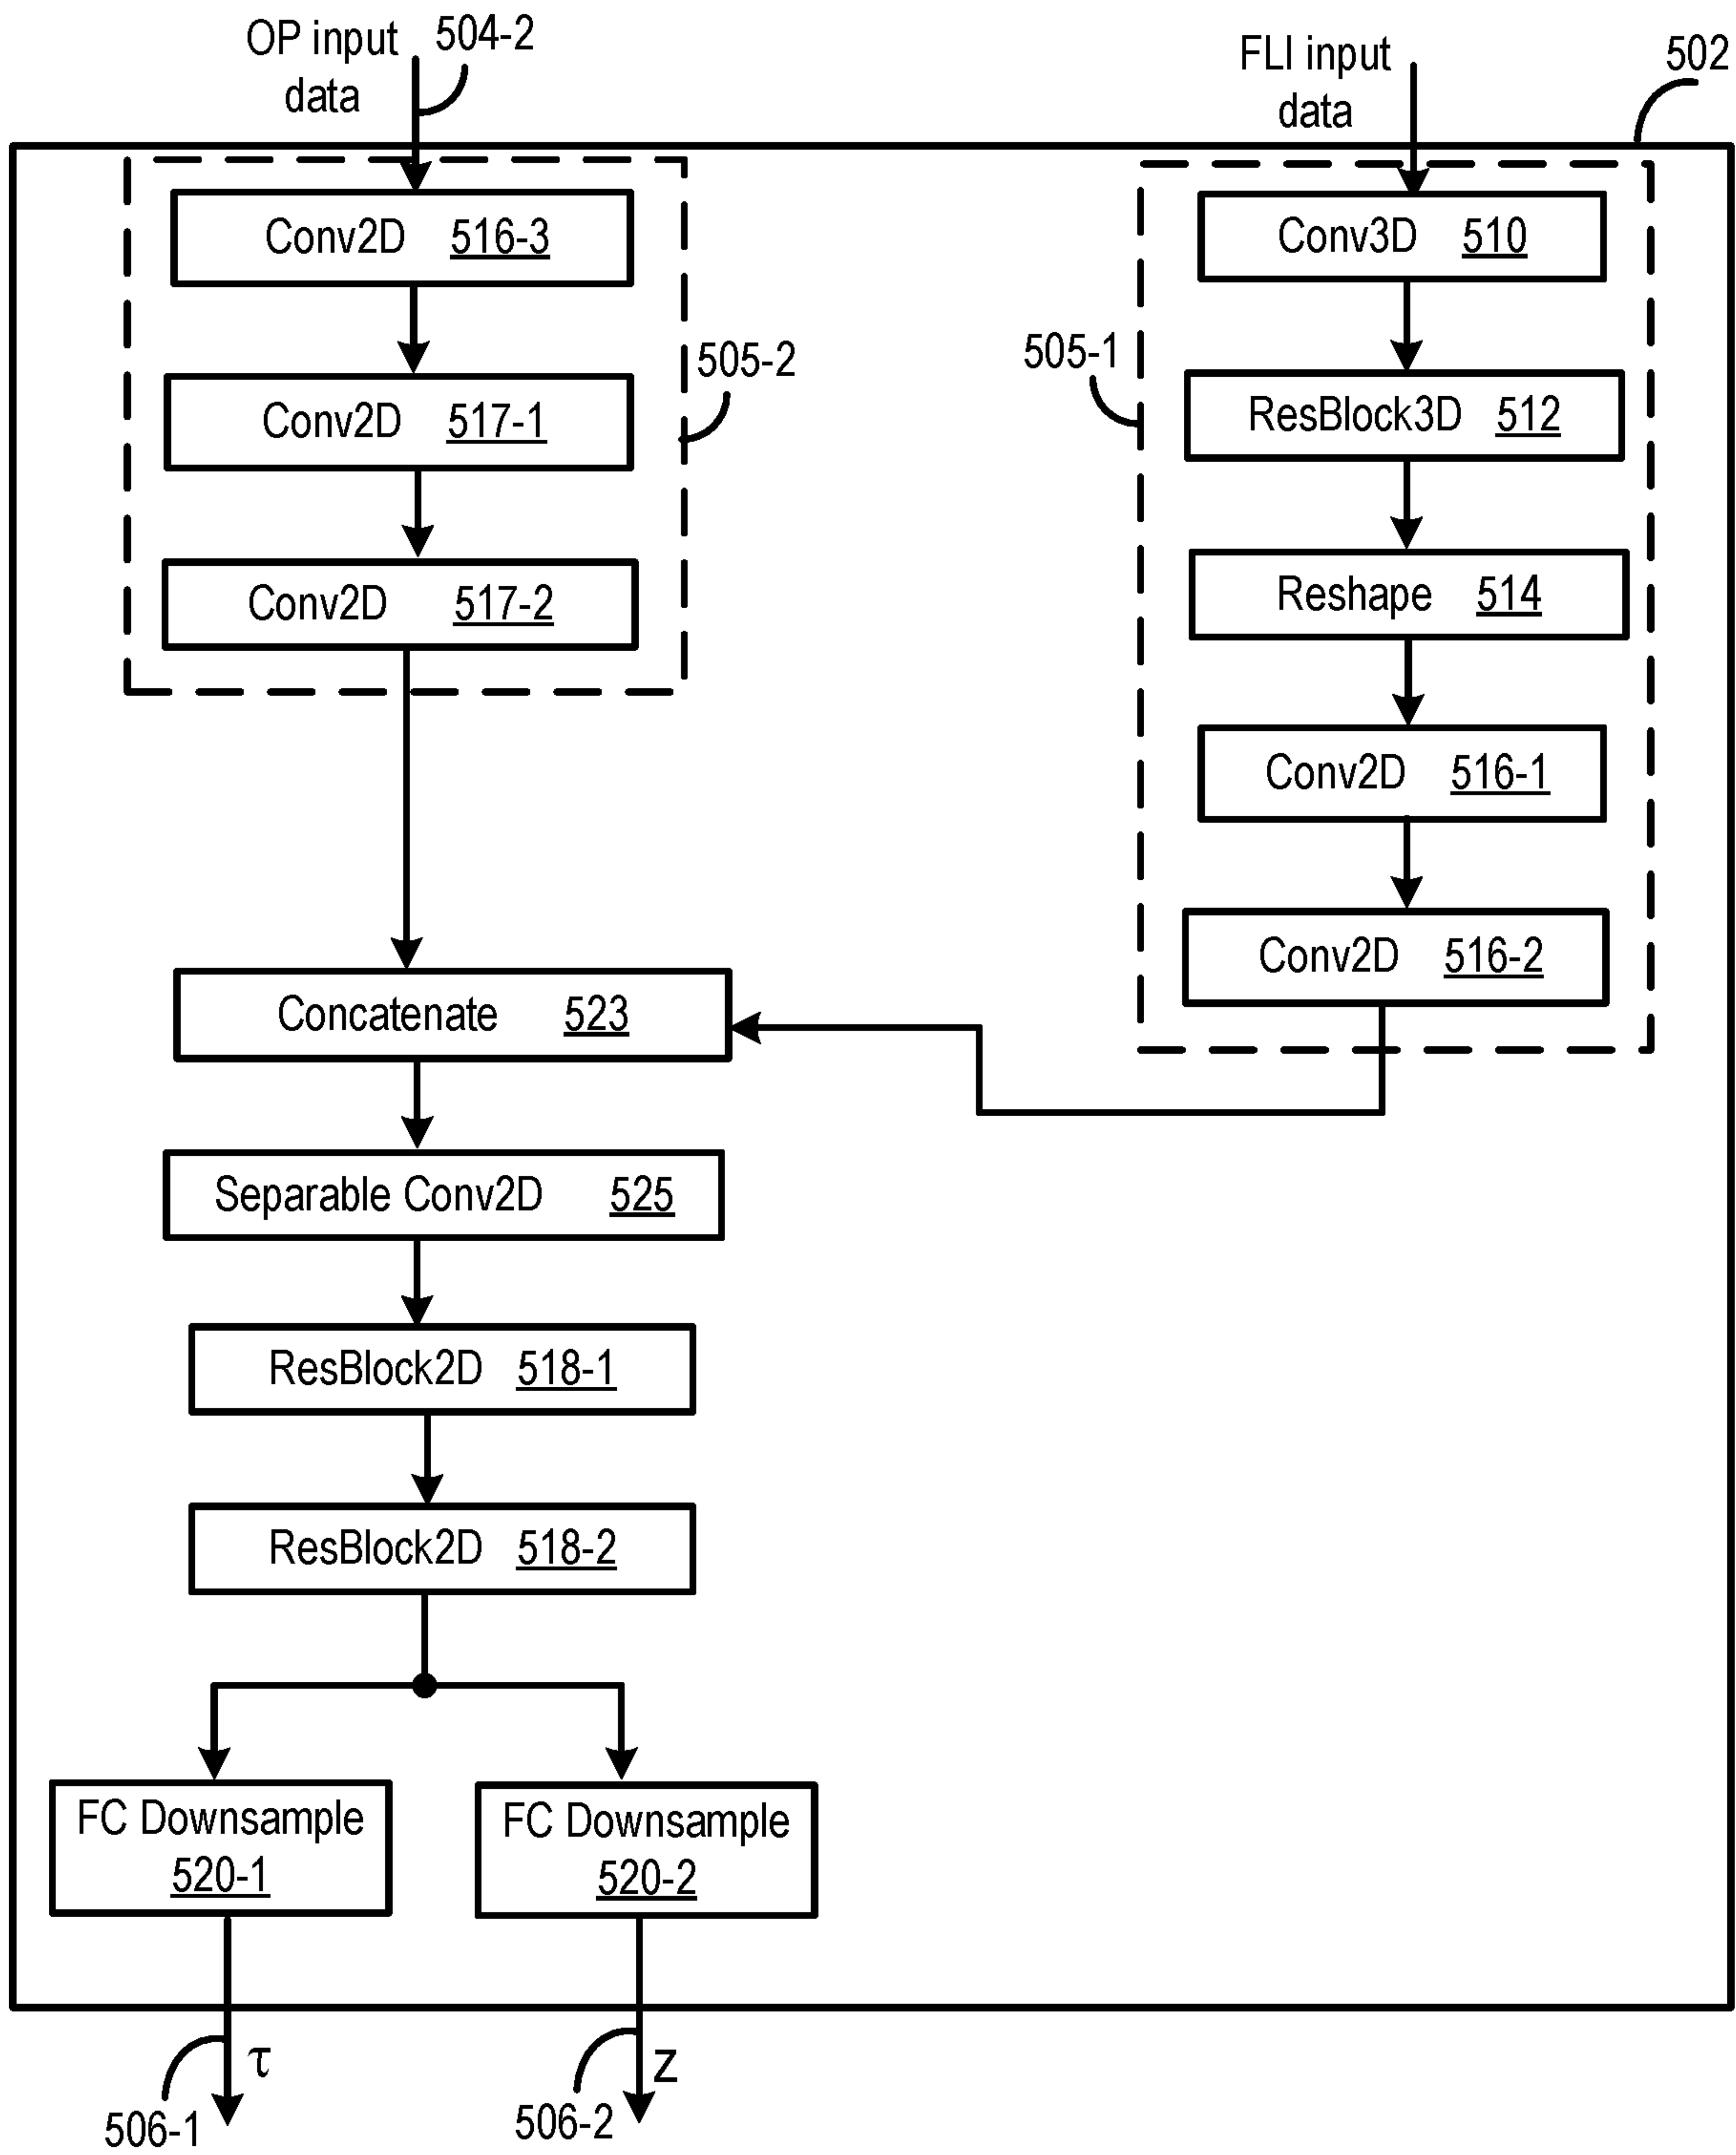 OP input
data
504-2
FLI input
data
502
Conv2D 516-3
Conv2D 517-1
Conv2D 517-2
505-2
505-1
Conv3D 510
ResBlock3D 512
Reshape 514
Conv2D 516-1
Conv2D 516-2
Concatenate 523
Separable Conv2D 525
ResBlock2D 518-1
ResBlock2D 518-2
FC Downsample
520-1
FC Downsample
520-2
τ
506-1
z
506-2